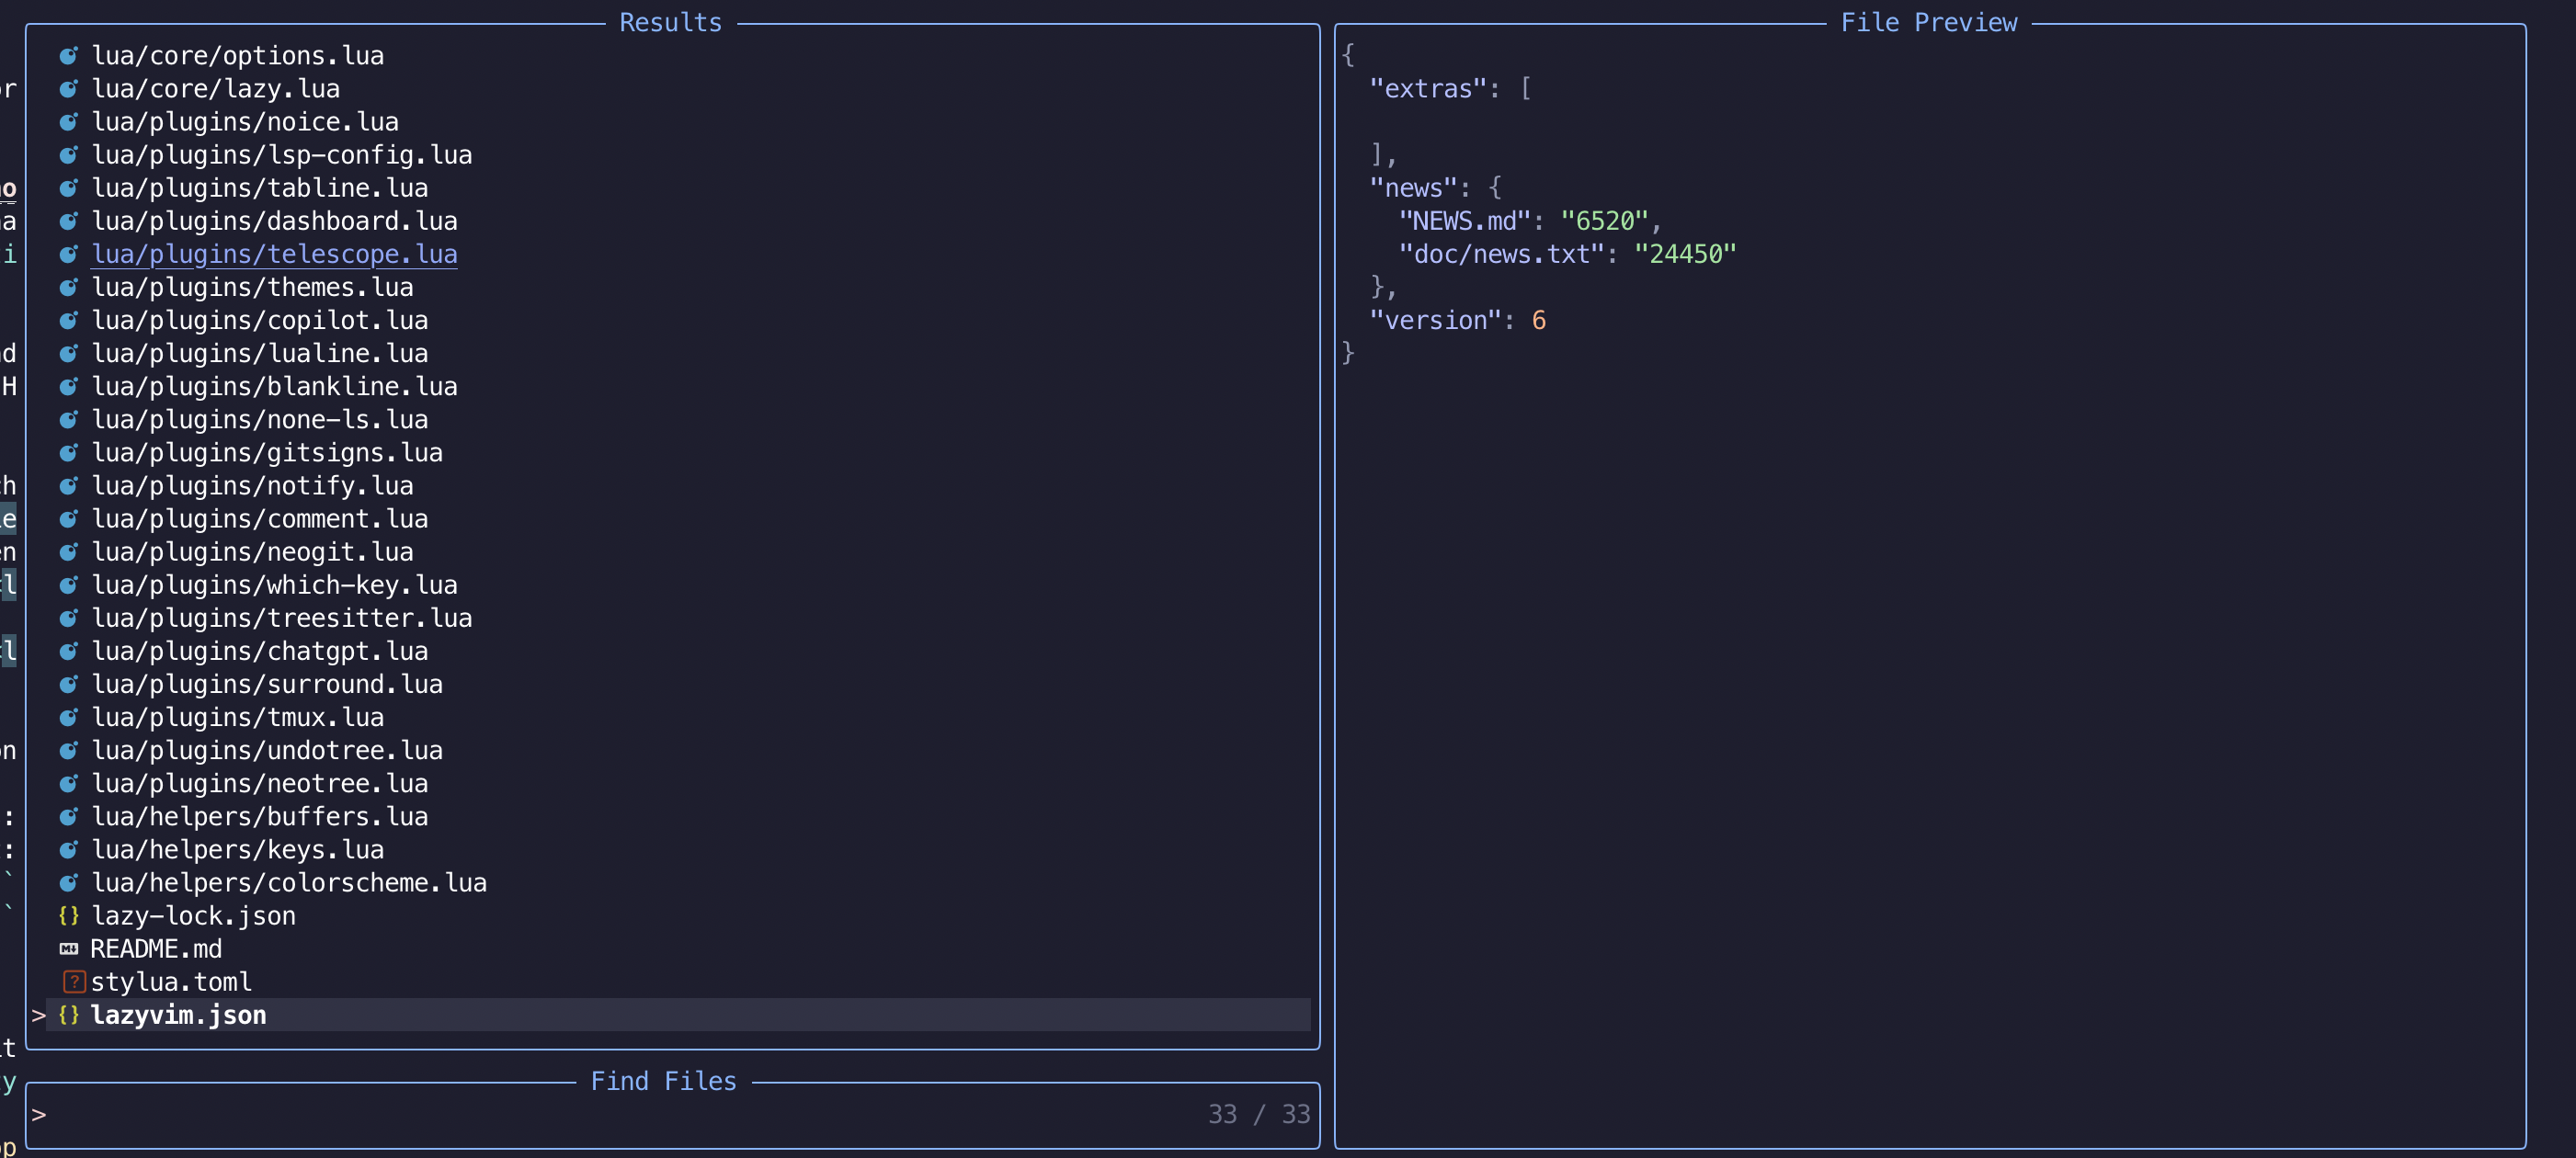 Results
lua/core/options.lua
lua/core/lazy.lua
lua/plugins/noice.lua
lua/plugins/lsp-config.lua
lua/plugins/tabline.lua
lua/plugins/dashboard.lua
lua/plugins/telescope.lua
lua/plugins/themes.lua
lua/plugins/copilot.lua
lua/plugins/lualine.lua
lua/plugins/blankline.lua
lua/plugins/none-ls.lua
lua/plugins/gitsigns.lua
lua/plugins/notify.lua
lua/plugins/comment.lua
lua/plugins/neogit.lua
lua/plugins/which-key.lua
lua/plugins/treesitter.lua
lua/plugins/chatgpt.lua
lua/plugins/surround.lua
lua/plugins/tmux.lua
lua/plugins/undotree.lua
lua/plugins/neotree.lua
lua/helpers/buffers.lua
lua/helpers/keys.lua
lua/helpers/colorscheme.lua
{} lazy-lock.json
README.md
stylua.toml
> {} lazyvim.json
Find Files
> 33 / 33
File Preview
{
  "extras": [
  ],
  "news": {
    "NEWS.md": "6520",
    "doc/news.txt": "24450"
  },
  "version": 6
}